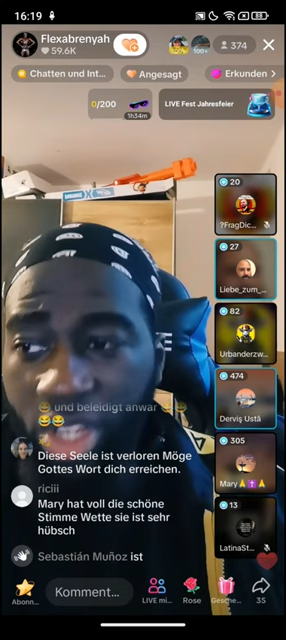 16:19
58
Flexabrenyah
59.6K
100+
374
Chatten und Int...
Angesagt
Erkunden >
0/200
1h34m
LIVE Fest Jahresfeier
20
?FragDic...
27
Liebe_zum_...
82
Urbanderzw...
474
Derviş Ustâ
305
Mary
13
LatinaSt...
und beleidigt anwar
Diese Seele ist verloren Möge
Gottes Wort dich erreichen.
riciii
Mary hat voll die schöne
Stimme Wette sie ist sehr
hübsch
Sebastián Muñoz ist
Kommentar...
Abonn...
LIVE mi...
Rose
Gesche...
35